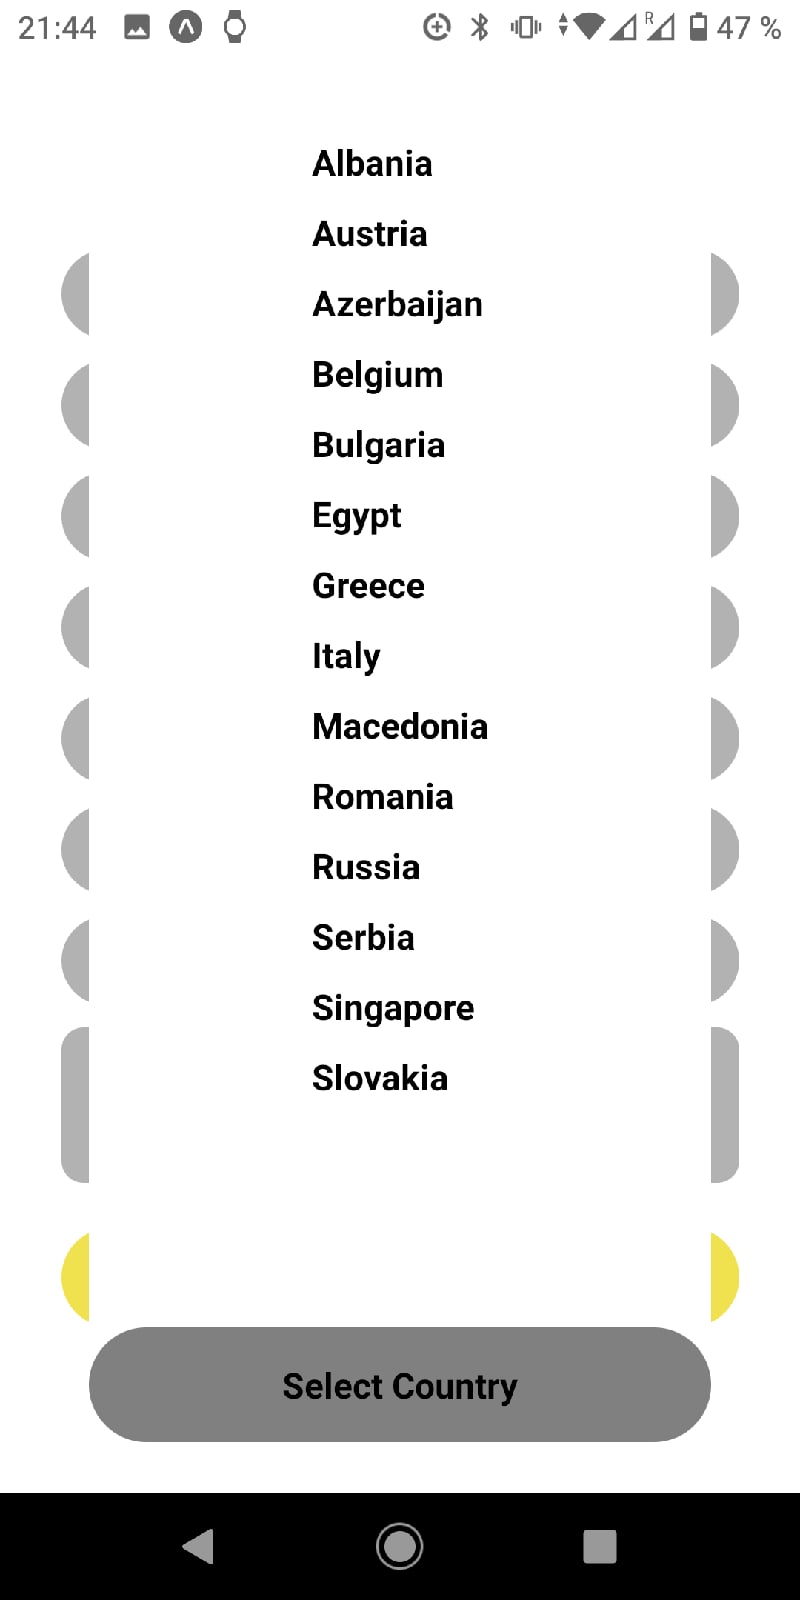 21:44
R
47 %
Albania
Austria
Azerbaijan
Belgium
Bulgaria
Egypt
Greece
Italy
Macedonia
Romania
Russia
Serbia
Singapore
Slovakia
Select Country